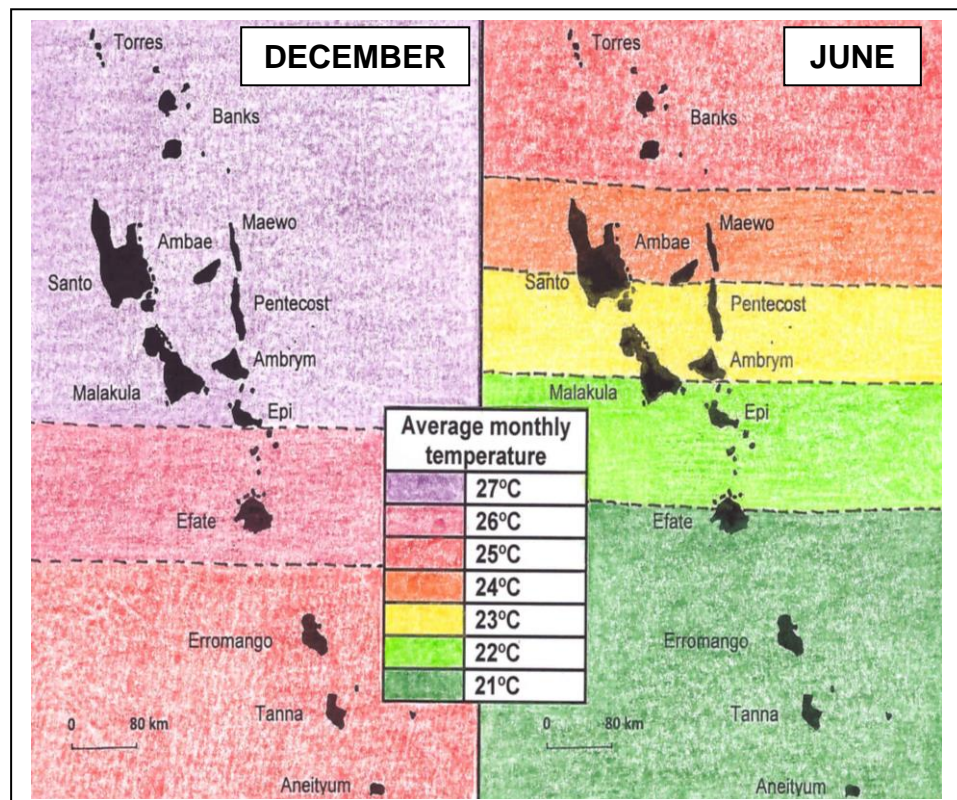 DECEMBER
Torres
Banks
Maewo
Ambae
Santo
Pentecost
Ambrym
Malakula
Epi
Efate
Erromango
Tanna
0 80 km
Aneityum
JUNE
Torres
Banks
Maewo
Ambae
Santo
Pentecost
Ambrym
Malakula
Epi
Efate
Erromango
Tanna
0 80 km
Aneityum
Average monthly
temperature
27ºC
26ºC
25ºC
24ºC
23ºC
22ºC
21ºC